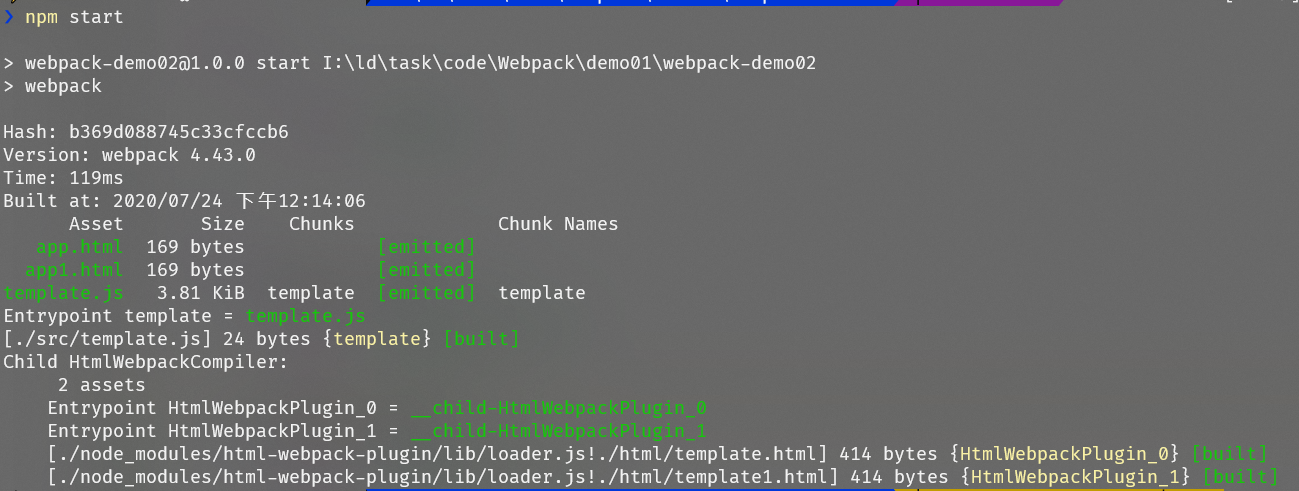 ❯ npm start
> webpack-demo02@1.0.0 start I:\ld\task\code\Webpack\demo01\webpack-demo02
> webpack
Hash: b369d088745c33cfccb6
Version: webpack 4.43.0
Time: 119ms
Built at: 2020/07/24 下午12:14:06
Asset Size Chunks Chunk Names
app.html 169 bytes [emitted]
app1.html 169 bytes [emitted]
template.js 3.81 KiB template [emitted] template
Entrypoint template = template.js
[./src/template.js] 24 bytes {template} [built]
Child HtmlWebpackCompiler:
2 assets
Entrypoint HtmlWebpackPlugin_0 = __child-HtmlWebpackPlugin_0
Entrypoint HtmlWebpackPlugin_1 = __child-HtmlWebpackPlugin_1
[./node_modules/html-webpack-plugin/lib/loader.js!./html/template.html] 414 bytes {HtmlWebpackPlugin_0} [built]
[./node_modules/html-webpack-plugin/lib/loader.js!./html/template1.html] 414 bytes {HtmlWebpackPlugin_1} [built]